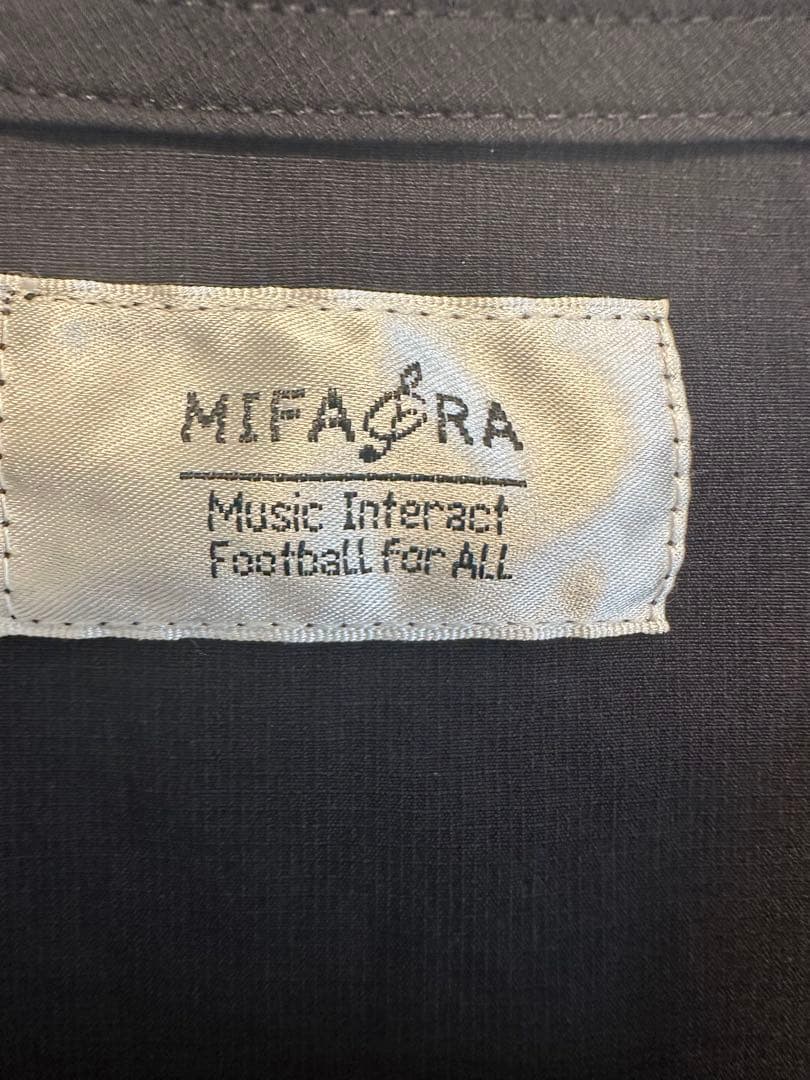 MIFA RA
Music Interact
Football for ALL